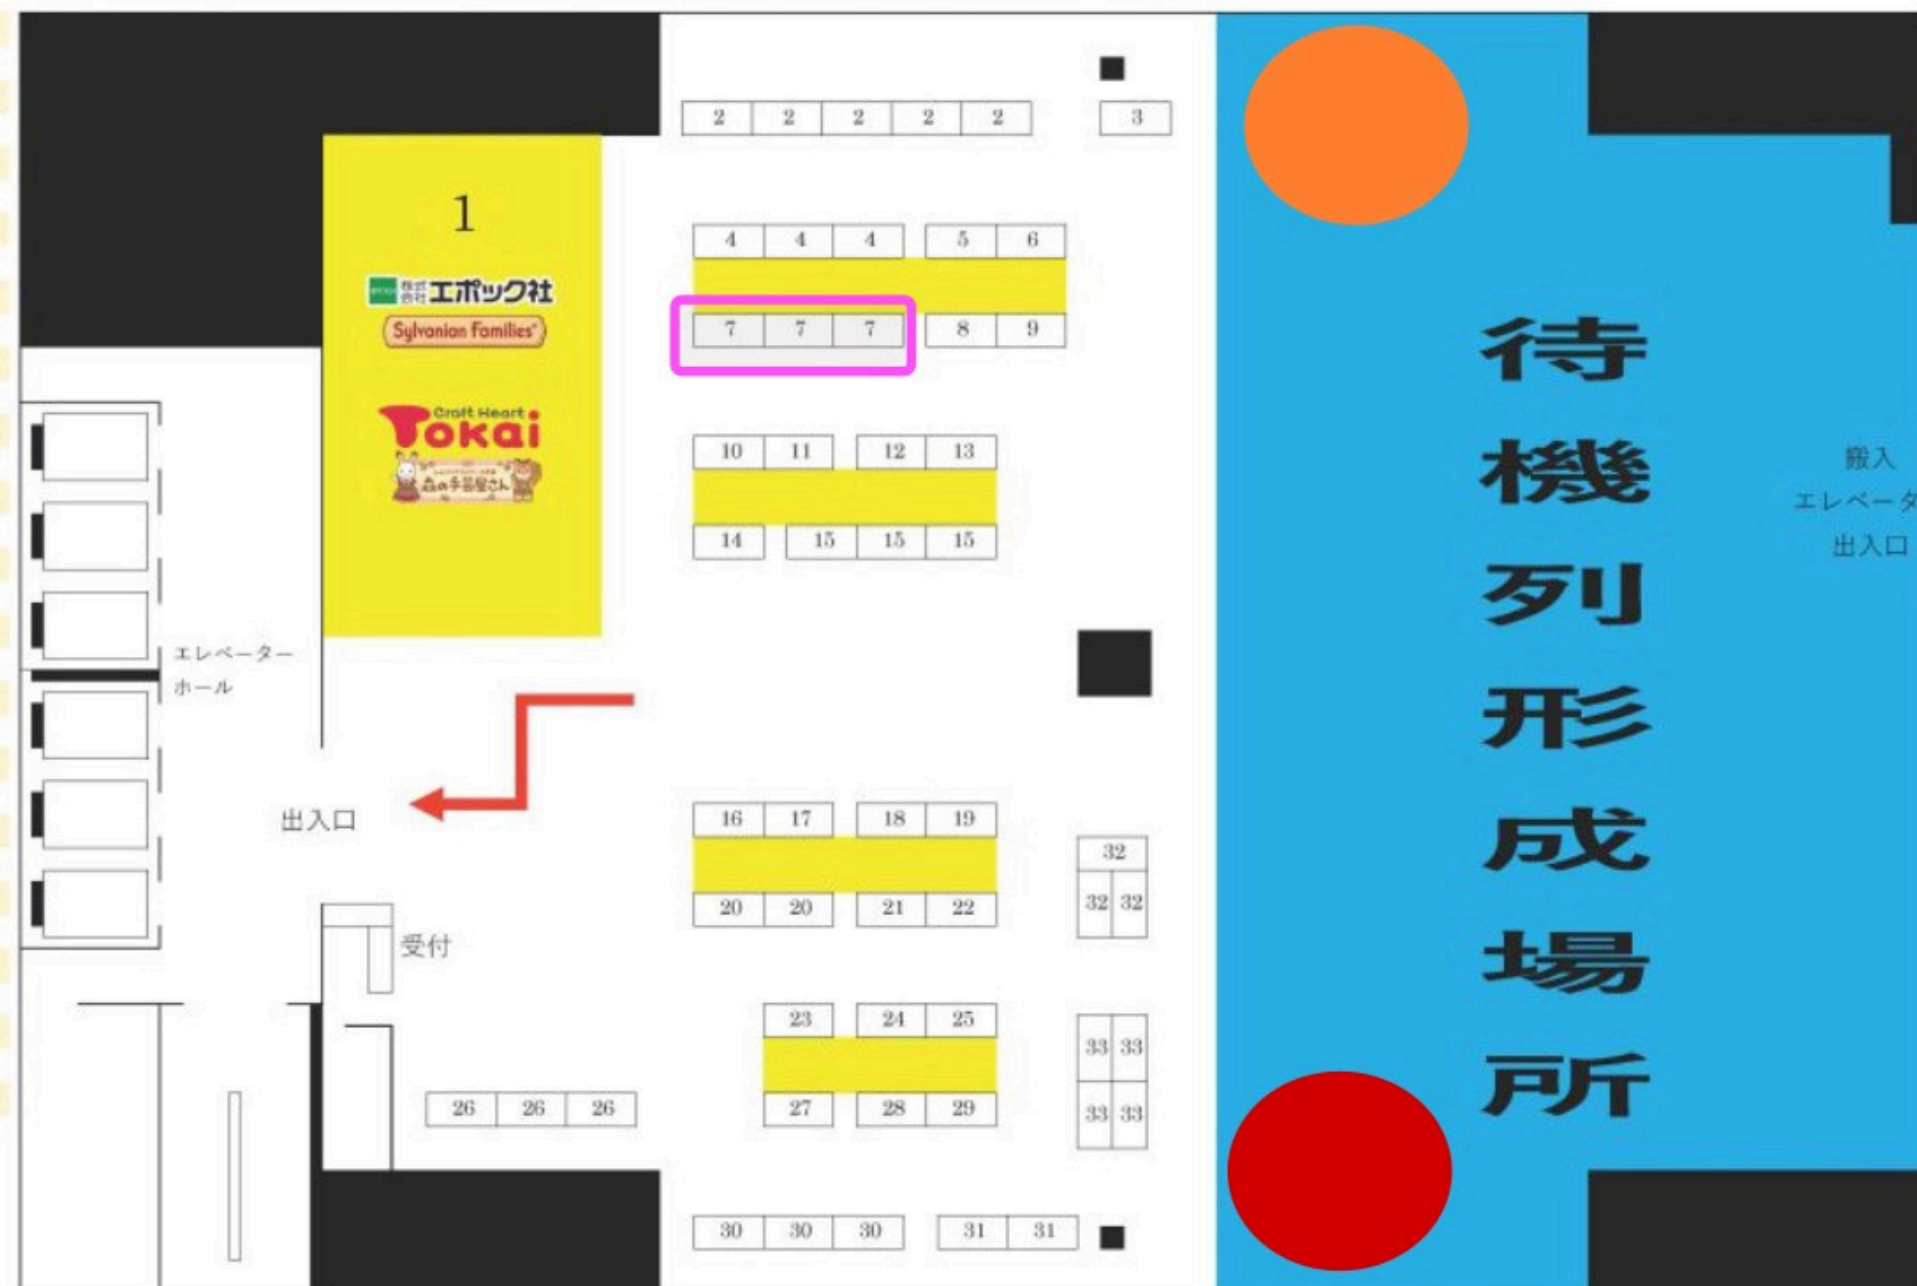 2 2 2 2 2
3
1
EPOCH 株式会社エポック社
Sylvanian Families
4 4 4 5 6
7 7 7 8 9
Craft Heart
Tokai
森の手芸屋さん
10 11 12 13
14 15 15 15
エレベーター
ホール
出入口
受付
16 17 18 19
20 20 21 22
32
32 32
23 24 25
33 33
26 26 26
27 28 29
33 33
30 30 30 31 31
待
機
列
形
成
場
所
搬入
エレベータ
出入口